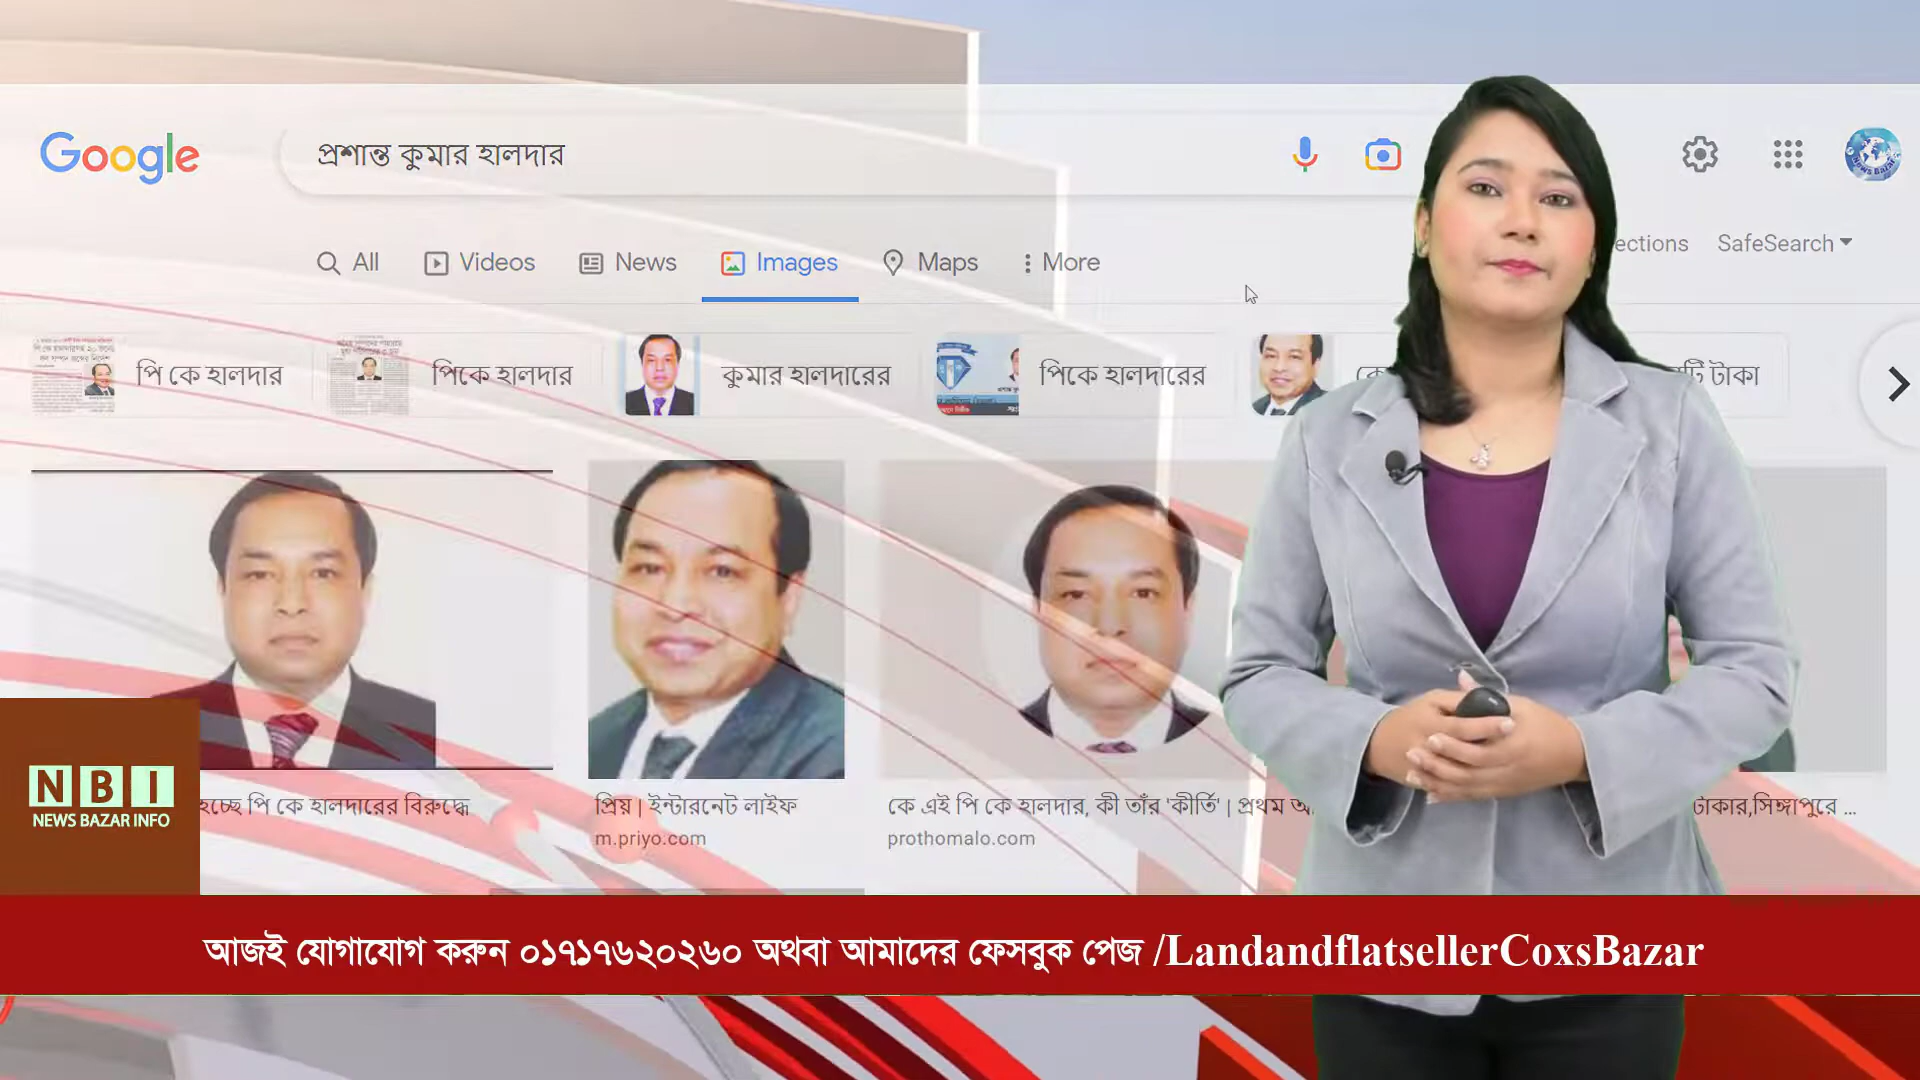 Google
প্রশান্ত কুমার হালদার
All
Videos
News
Images
Maps
More
ections
SafeSearch
পি কে হালদার
পিকে হালদার
কুমার হালদারের
পিকে হালদারের
টাকা
NBI
NEWS BAZAR INFO
হচ্ছে পি কে হালদারের বিরুদ্ধে
প্রিয় | ইন্টারনেট লাইফ
m.priyo.com
কে এই পি কে হালদার, কী তাঁর 'কীর্তি' | প্রথম
prothomalo.com
টাকার,সিঙ্গাপুরে ...
আজই যোগাযোগ করুন ০১৭১৭৬২০২৬০ অথবা আমাদের ফেসবুক পেজ /LandandflatsellerCoxsBazar